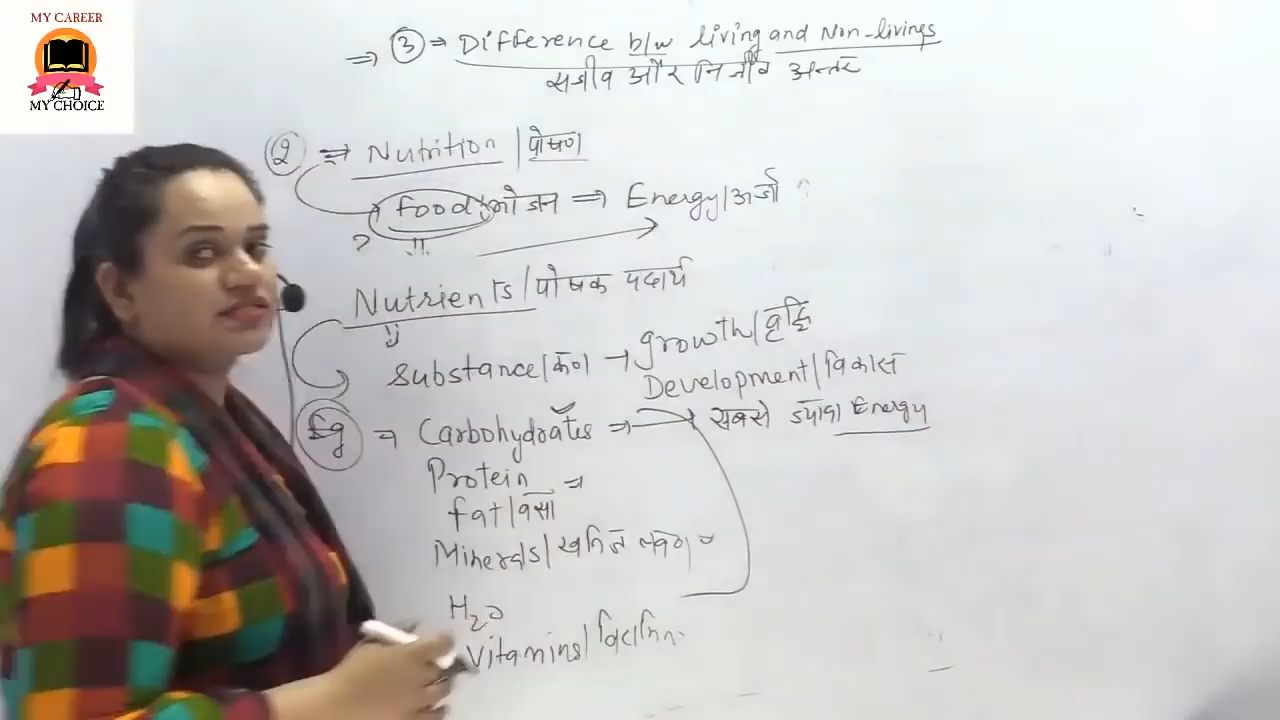 MY CAREER
MY CHOICE
⇒ ③ ⇒ Difference b/w living and Non-livings
सजीव और निर्जीव अन्तर
② ⇒ Nutrition | पोषण
food | भोजन ⇒ Energy | ऊर्जा
?
Nutrients | पोषक पदार्थ
Substance | कण → growth | वृद्धि
Development | विकास
Eg ⇒ Carbohydrates ⇒ सबसे ज्यादा Energy
Protein =
fat | वसा
Minerals | खनिज लवण =
H₂O
Vitamins |